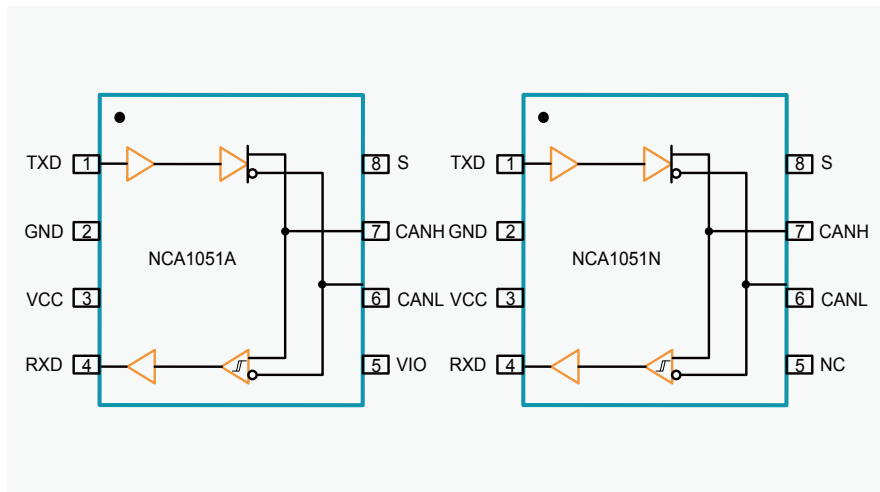 TXD 1 8 S
GND 2 7 CANH
NCA1051A
VCC 3 6 CANL
RXD 4 5 VIO
TXD 1 8 S
GND 2 7 CANH
NCA1051N
VCC 3 6 CANL
RXD 4 5 NC